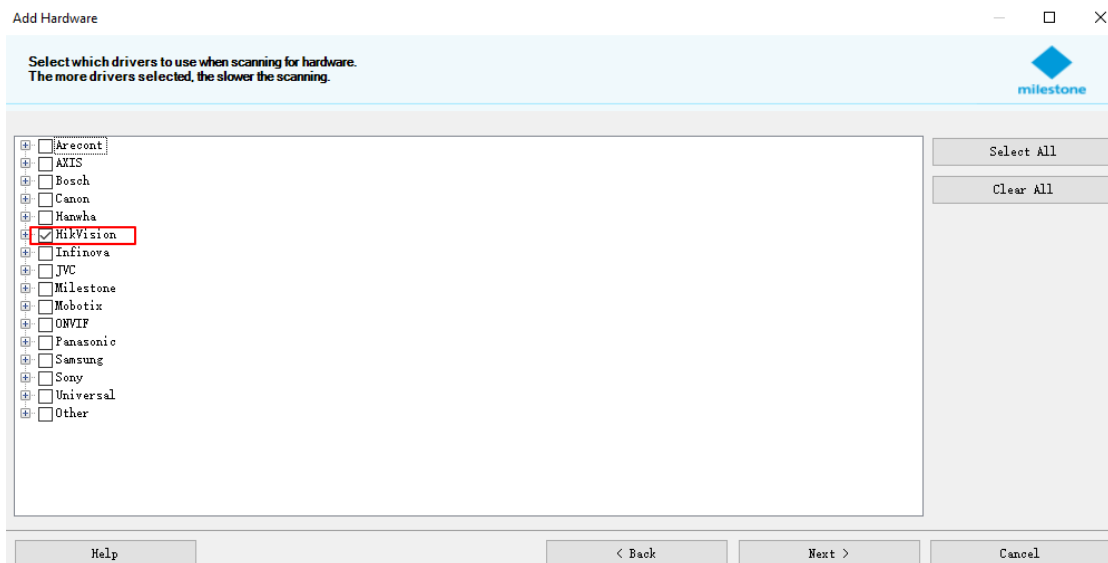 Add Hardware
Select which drivers to use when scanning for hardware.
The more drivers selected, the slower the scanning.
milestone
Arecont
AXIS
Bosch
Canon
Hanwha
HikVision
Infinova
JVC
Milestone
Mobotix
ONVIF
Panasonic
Samsung
Sony
Universal
Other
Select All
Clear All
Help
< Back
Next >
Cancel